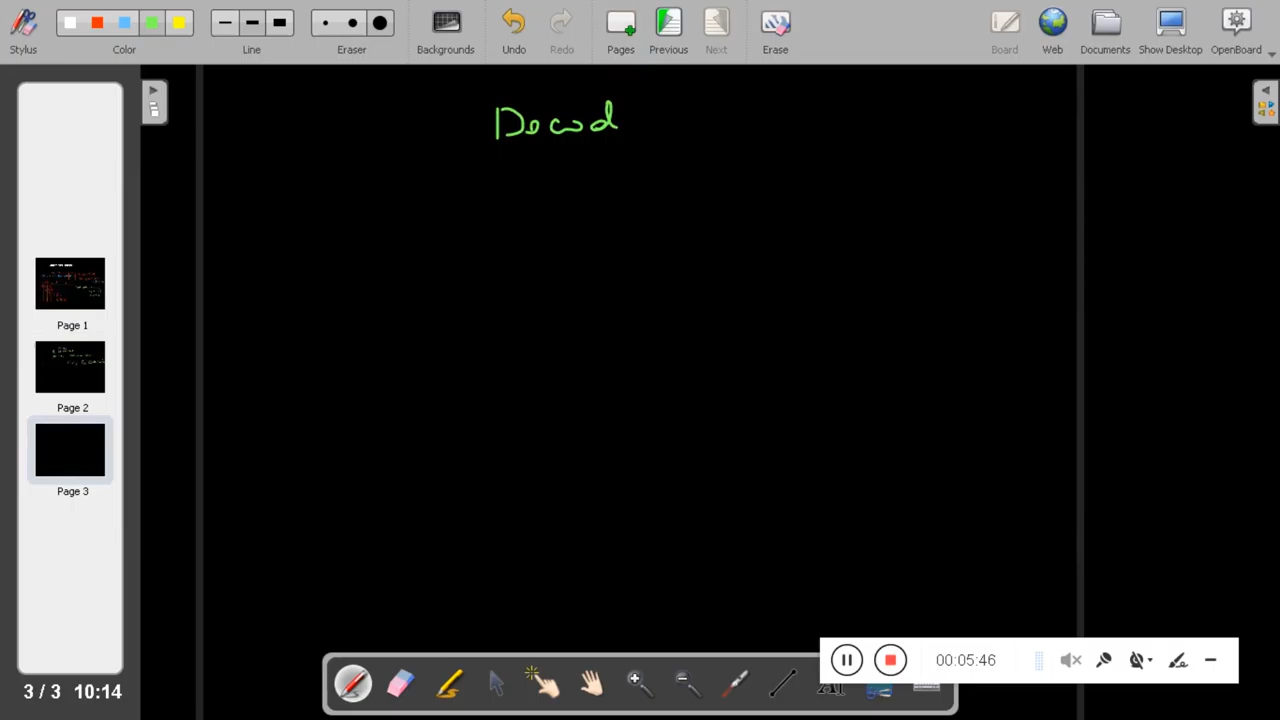 Stylus Color Line Eraser Backgrounds Undo Redo Pages Previous Next Erase Board Web Documents Show Desktop OpenBoard
Decod
Page 1
Page 2
Page 3
00:05:46
3 / 3 10:14